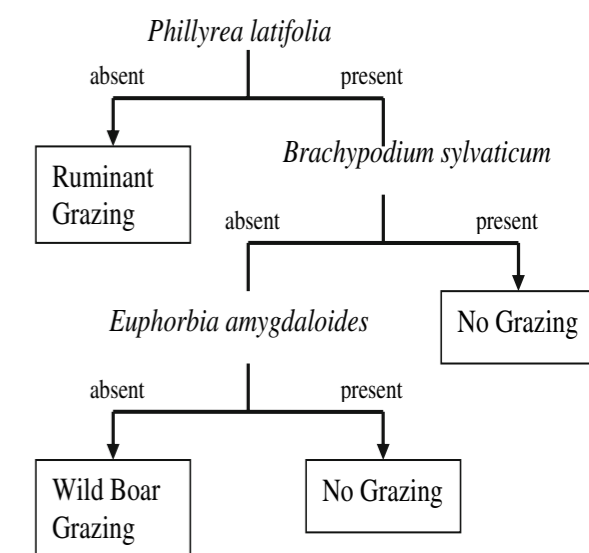 Phillyrea latifolia
absent
present
Ruminant
Grazing
Brachypodium sylvaticum
absent
present
Euphorbia amygdaloides
No Grazing
absent
present
Wild Boar
Grazing
No Grazing